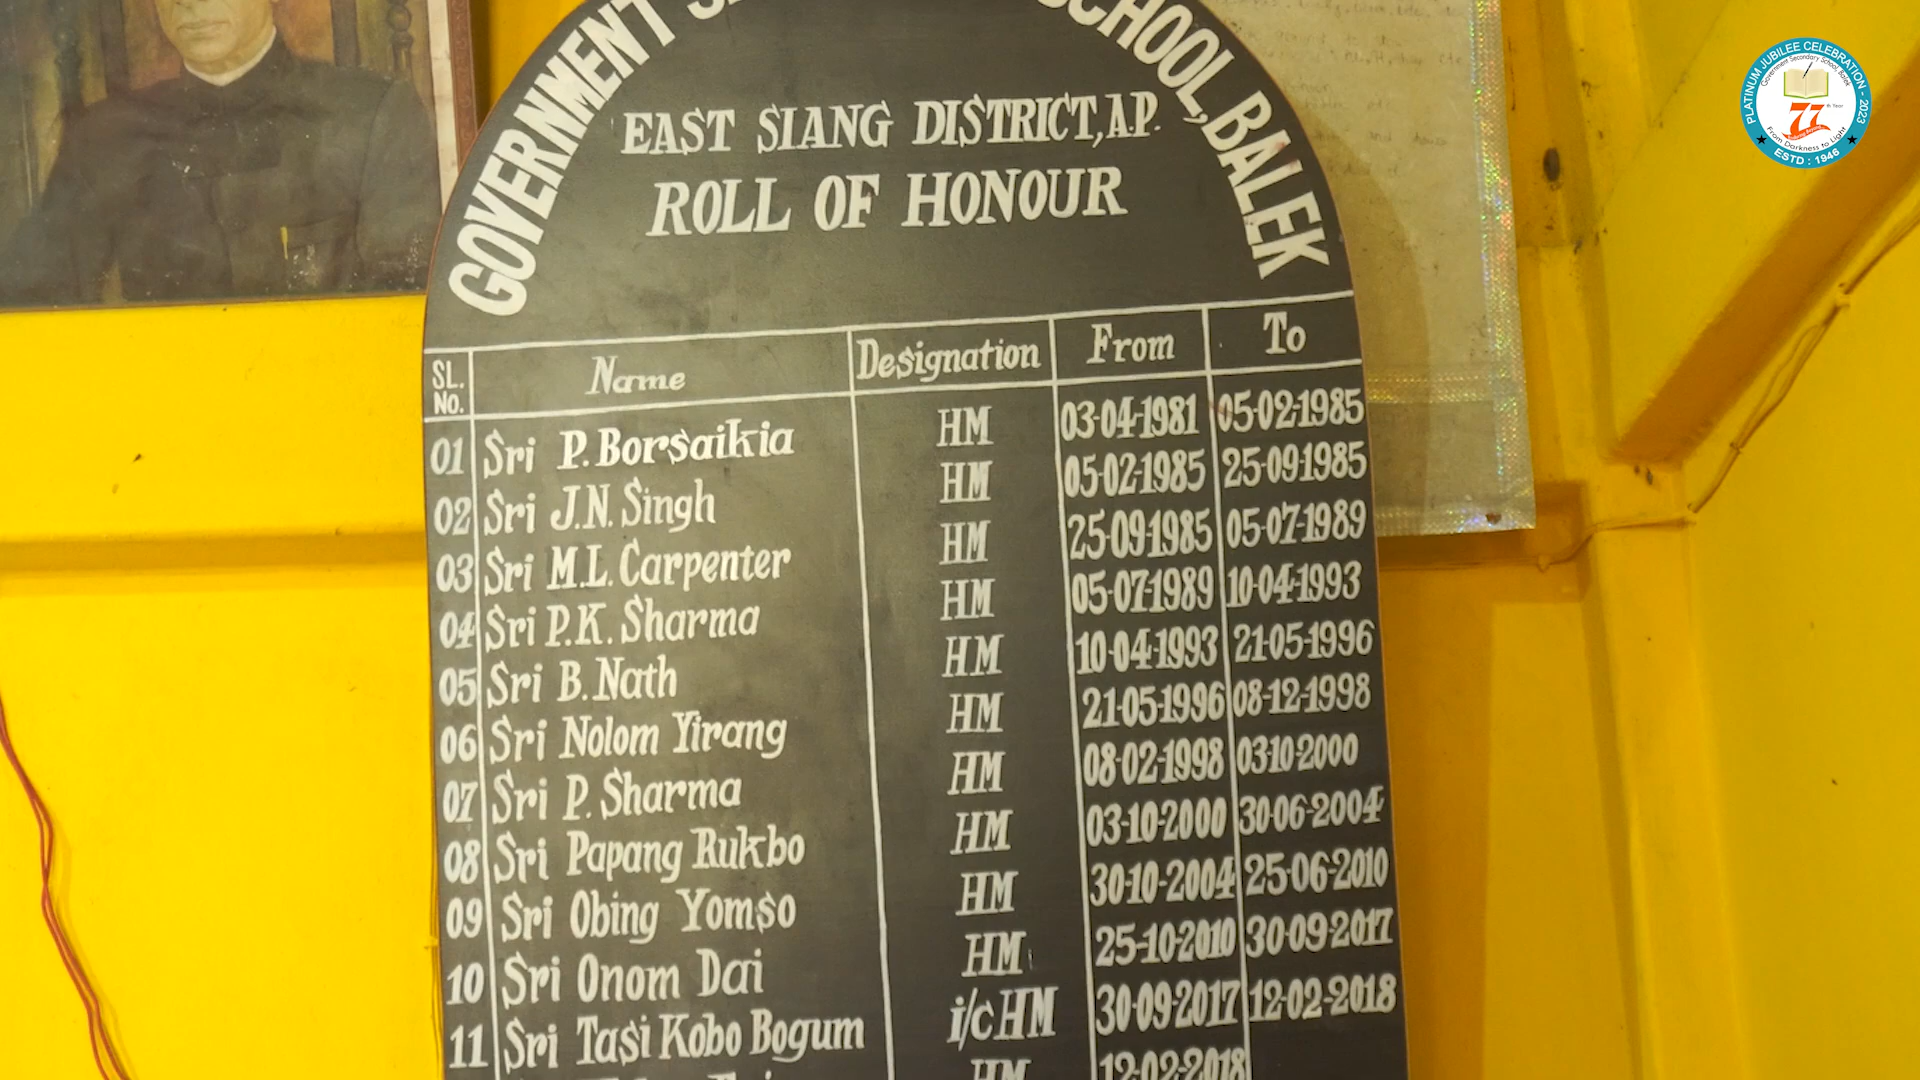 GOVERNMENT SCHOOL, BALEK
EAST SIANG DISTRICT, A.P.
ROLL OF HONOUR
SL. No. Name Designation From To
01 Sri P. Borsaikia HM 03-04-1981 05-02-1985
02 Sri J.N. Singh HM 05-02-1985 25-09-1985
03 Sri M.L. Carpenter HM 25-09-1985 05-07-1989
04 Sri P.K. Sharma HM 05-07-1989 10-04-1993
05 Sri B. Nath HM 10-04-1993 21-05-1996
06 Sri Nolom Yirang HM 21-05-1996 08-12-1998
07 Sri P. Sharma HM 08-02-1998 03-10-2000
08 Sri Papang Rukbo HM 03-10-2000 30-06-2004
09 Sri Obing Yomso HM 30-10-2004 25-06-2010
10 Sri Onom Dai HM 25-10-2010 30-09-2017
11 Sri Tasi Kobo Bogum i/c HM 30-09-2017 12-02-2018
HM 12-02-2018
PLATINUM JUBILEE CELEBRATION - 2023
Government Secondary School Balek
77th Year
From Darkness to Light
ESTD : 1946